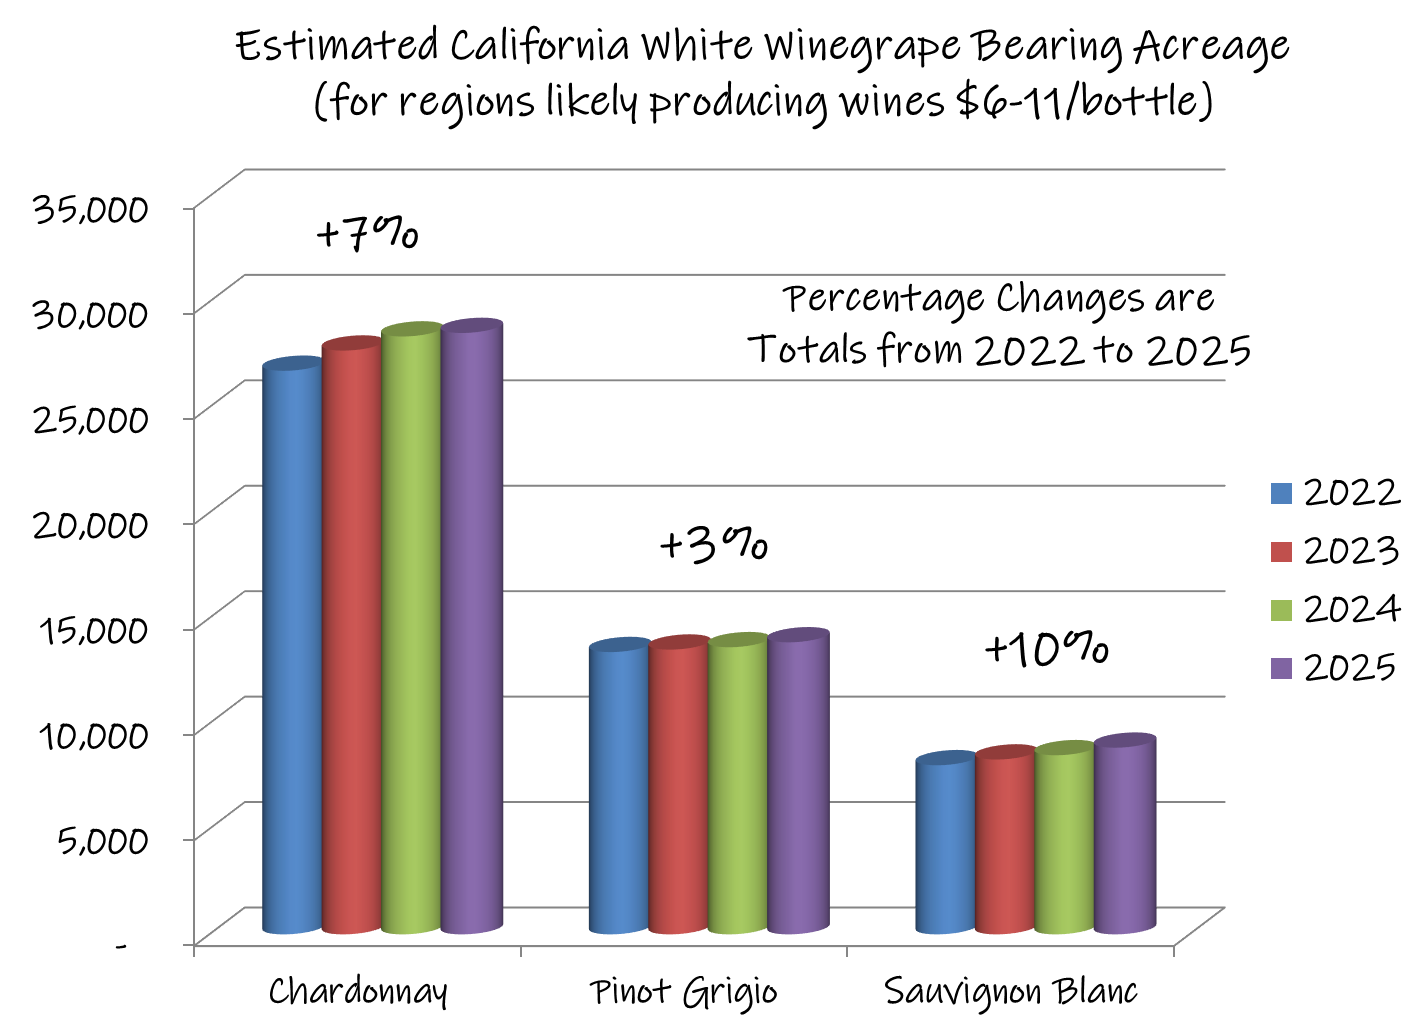 Estimated California White Winegrape Bearing Acreage
(for regions likely producing wines $6-11/bottle)
35,000
+7%
30,000
Percentage Changes are
Totals from 2022 to 2025
25,000
20,000
+3%
15,000
+10%
10,000
5,000
-
2022
2023
2024
2025
Chardonnay
Pinot Grigio
Sauvignon Blanc